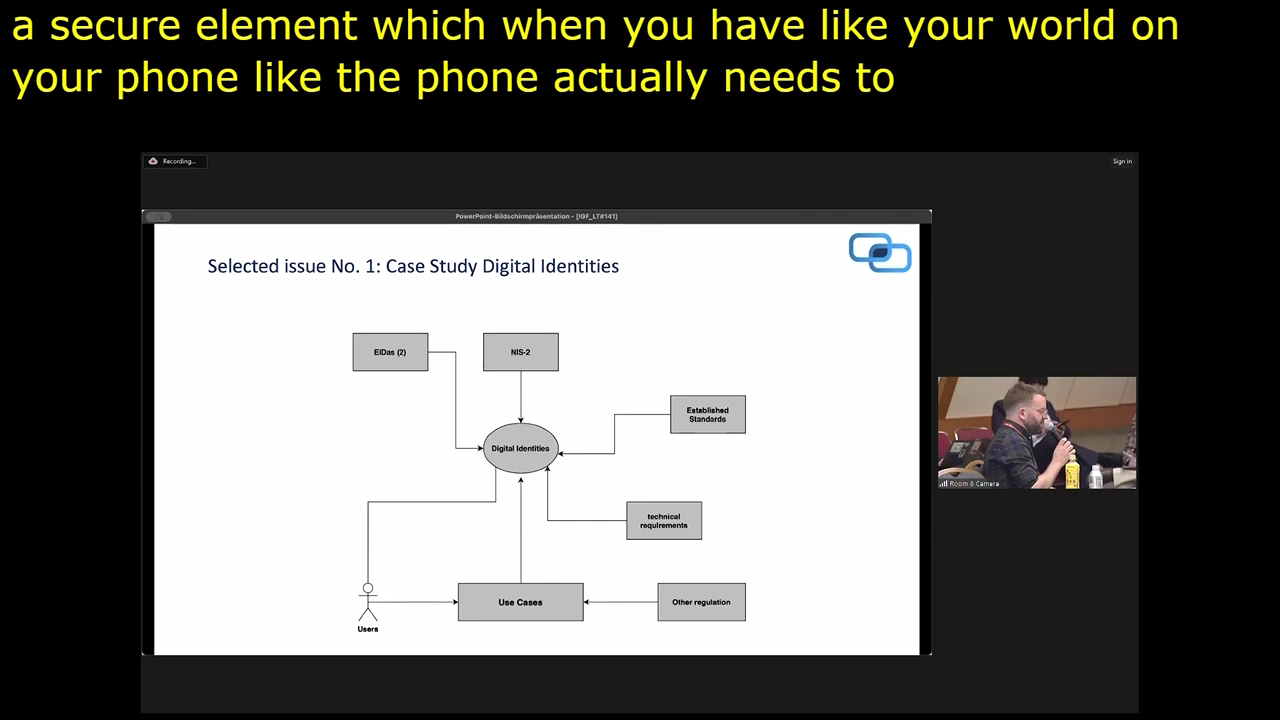 a secure element which when you have like your world on
your phone like the phone actually needs to
Recording...
Sign in
PowerPoint-Bildschirmpräsentation - [IGF_LT#141]
Selected issue No. 1: Case Study Digital Identities
EiDas (2)
NIS-2
Established
Standards
Digital Identities
technical
requirements
Use Cases
Other regulation
Users
Room 8 Camera